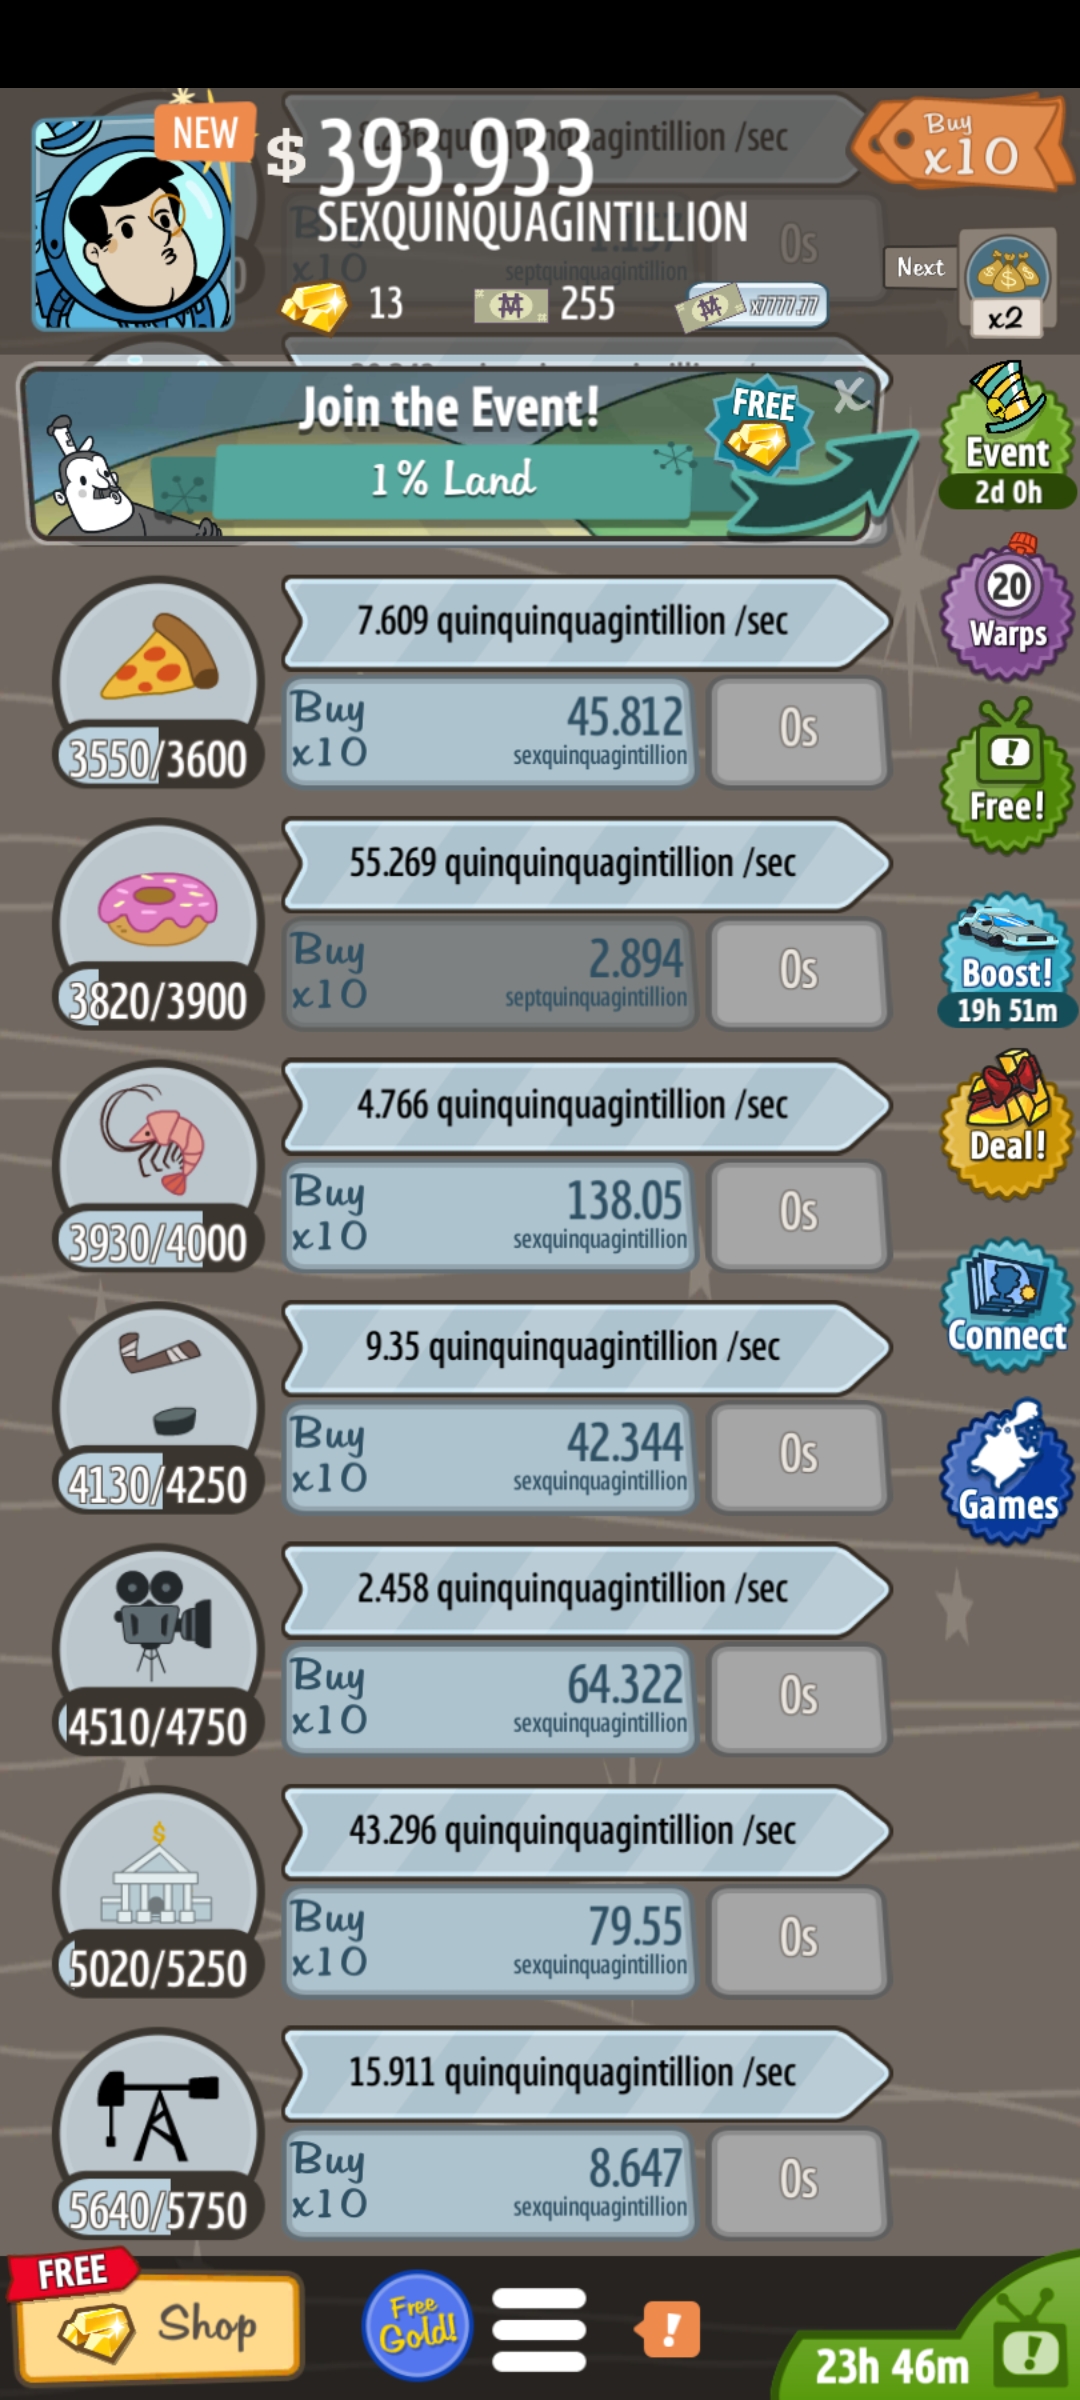 NEW
$ 393.933
SEXQUINQUAGINTILLION
13
255
x7777.77
Buy
x10
Next
x2
quinquagintillion /sec
Buy
x10
septquinquagintillion
0s
Join the Event!
1% Land
FREE
x
Event
2d 0h
7.609 quinquinquagintillion /sec
Buy
x10
45.812
sexquinquagintillion
0s
3550/3600
20
Warps
Free!
55.269 quinquinquagintillion /sec
Buy
x10
2.894
septquinquagintillion
0s
3820/3900
Boost!
19h 51m
4.766 quinquinquagintillion /sec
Buy
x10
138.05
sexquinquagintillion
0s
3930/4000
Deal!
9.35 quinquinquagintillion /sec
Buy
x10
42.344
sexquinquagintillion
0s
4130/4250
Connect
Games
2.458 quinquinquagintillion /sec
Buy
x10
64.322
sexquinquagintillion
0s
4510/4750
43.296 quinquinquagintillion /sec
Buy
x10
79.55
sexquinquagintillion
0s
5020/5250
15.911 quinquinquagintillion /sec
Buy
x10
8.647
sexquinquagintillion
0s
5640/5750
FREE
Shop
Free
Gold!
!
23h 46m